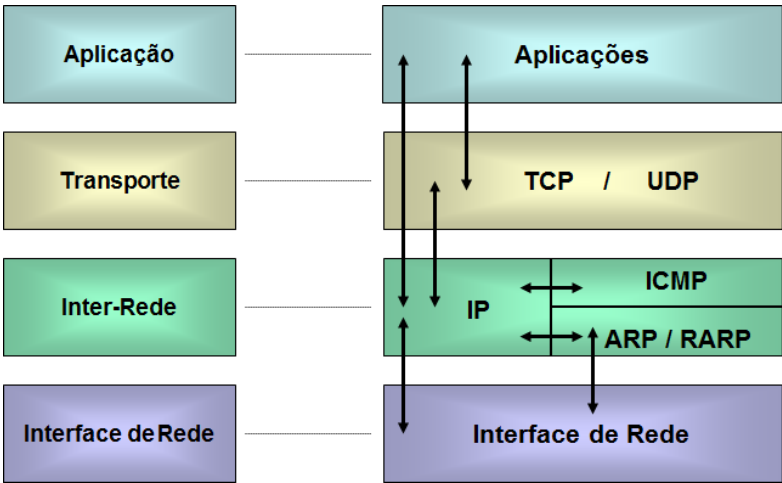 Aplicação
Aplicações
Transporte
TCP / UDP
Inter-Rede
IP
ICMP
ARP / RARP
Interface de Rede
Interface de Rede